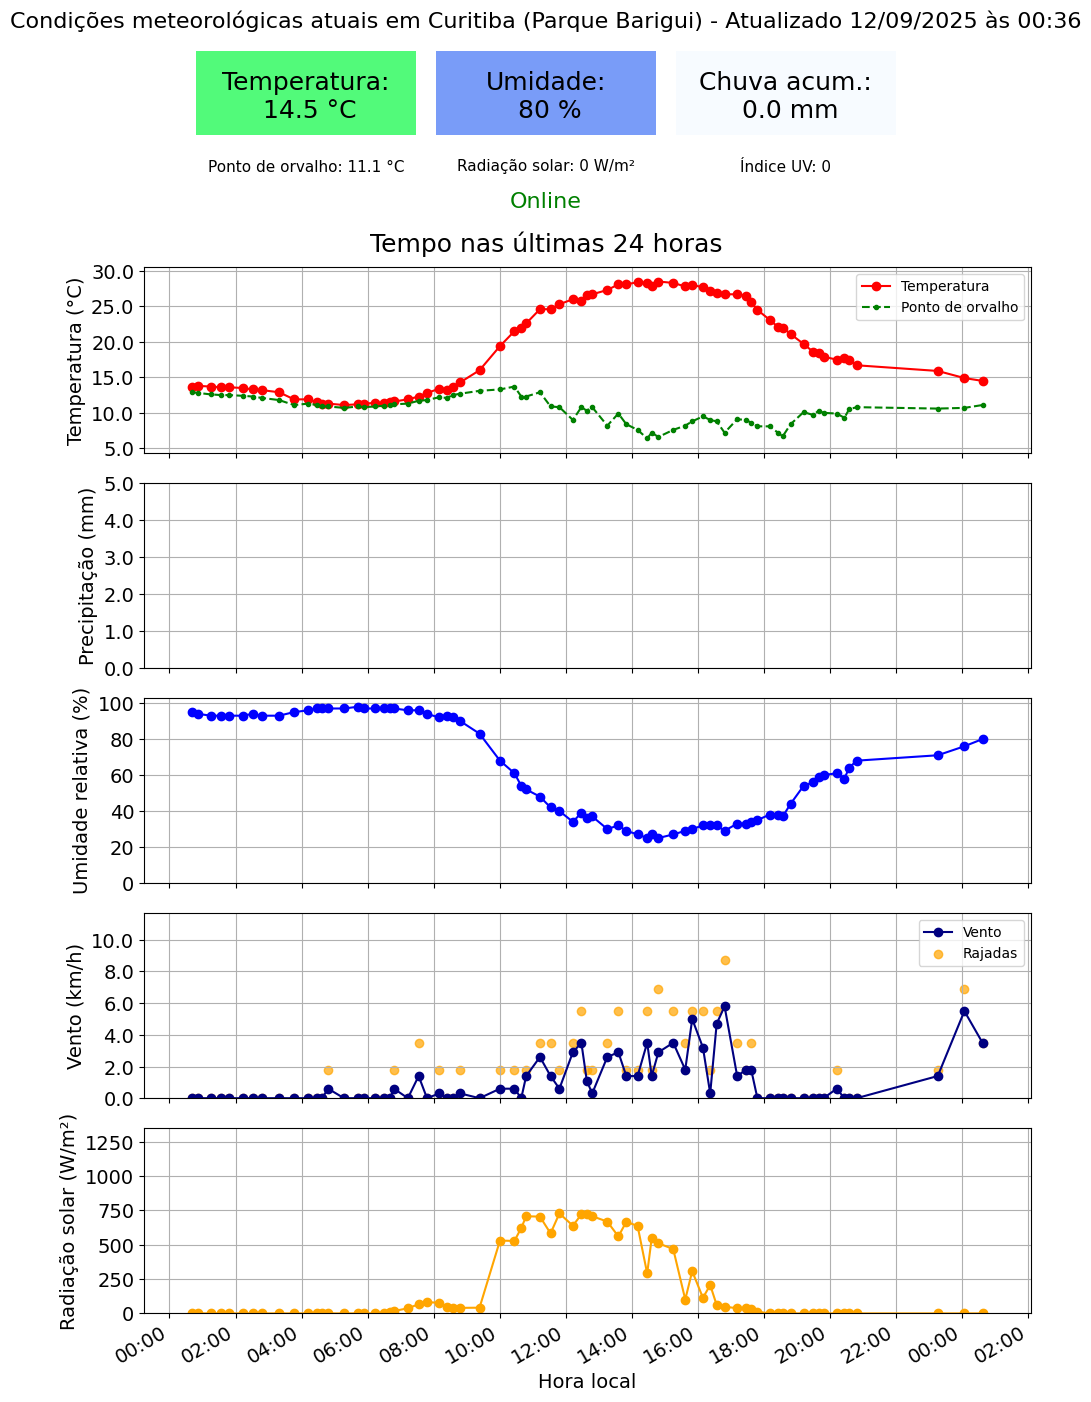 Condições meteorológicas atuais em Curitiba (Parque Barigui) - Atualizado 12/09/2025 às 00:36
Temperatura:
14.5 °C
Umidade:
80 %
Chuva acum.:
0.0 mm
Ponto de orvalho: 11.1 °C
Radiação solar: 0 W/m²
Índice UV: 0
Online
Tempo nas últimas 24 horas
Temperatura (°C)
30.0
25.0
20.0
15.0
10.0
5.0
Temperatura
Ponto de orvalho
Precipitação (mm)
5.0
4.0
3.0
2.0
1.0
0.0
Umidade relativa (%)
100
80
60
40
20
0
Vento (km/h)
10.0
8.0
6.0
4.0
2.0
0.0
Vento
Rajadas
Radiação solar (W/m²)
1250
1000
750
500
250
0
00:00
02:00
04:00
06:00
08:00
10:00
12:00
14:00
16:00
18:00
20:00
22:00
00:00
02:00
Hora local